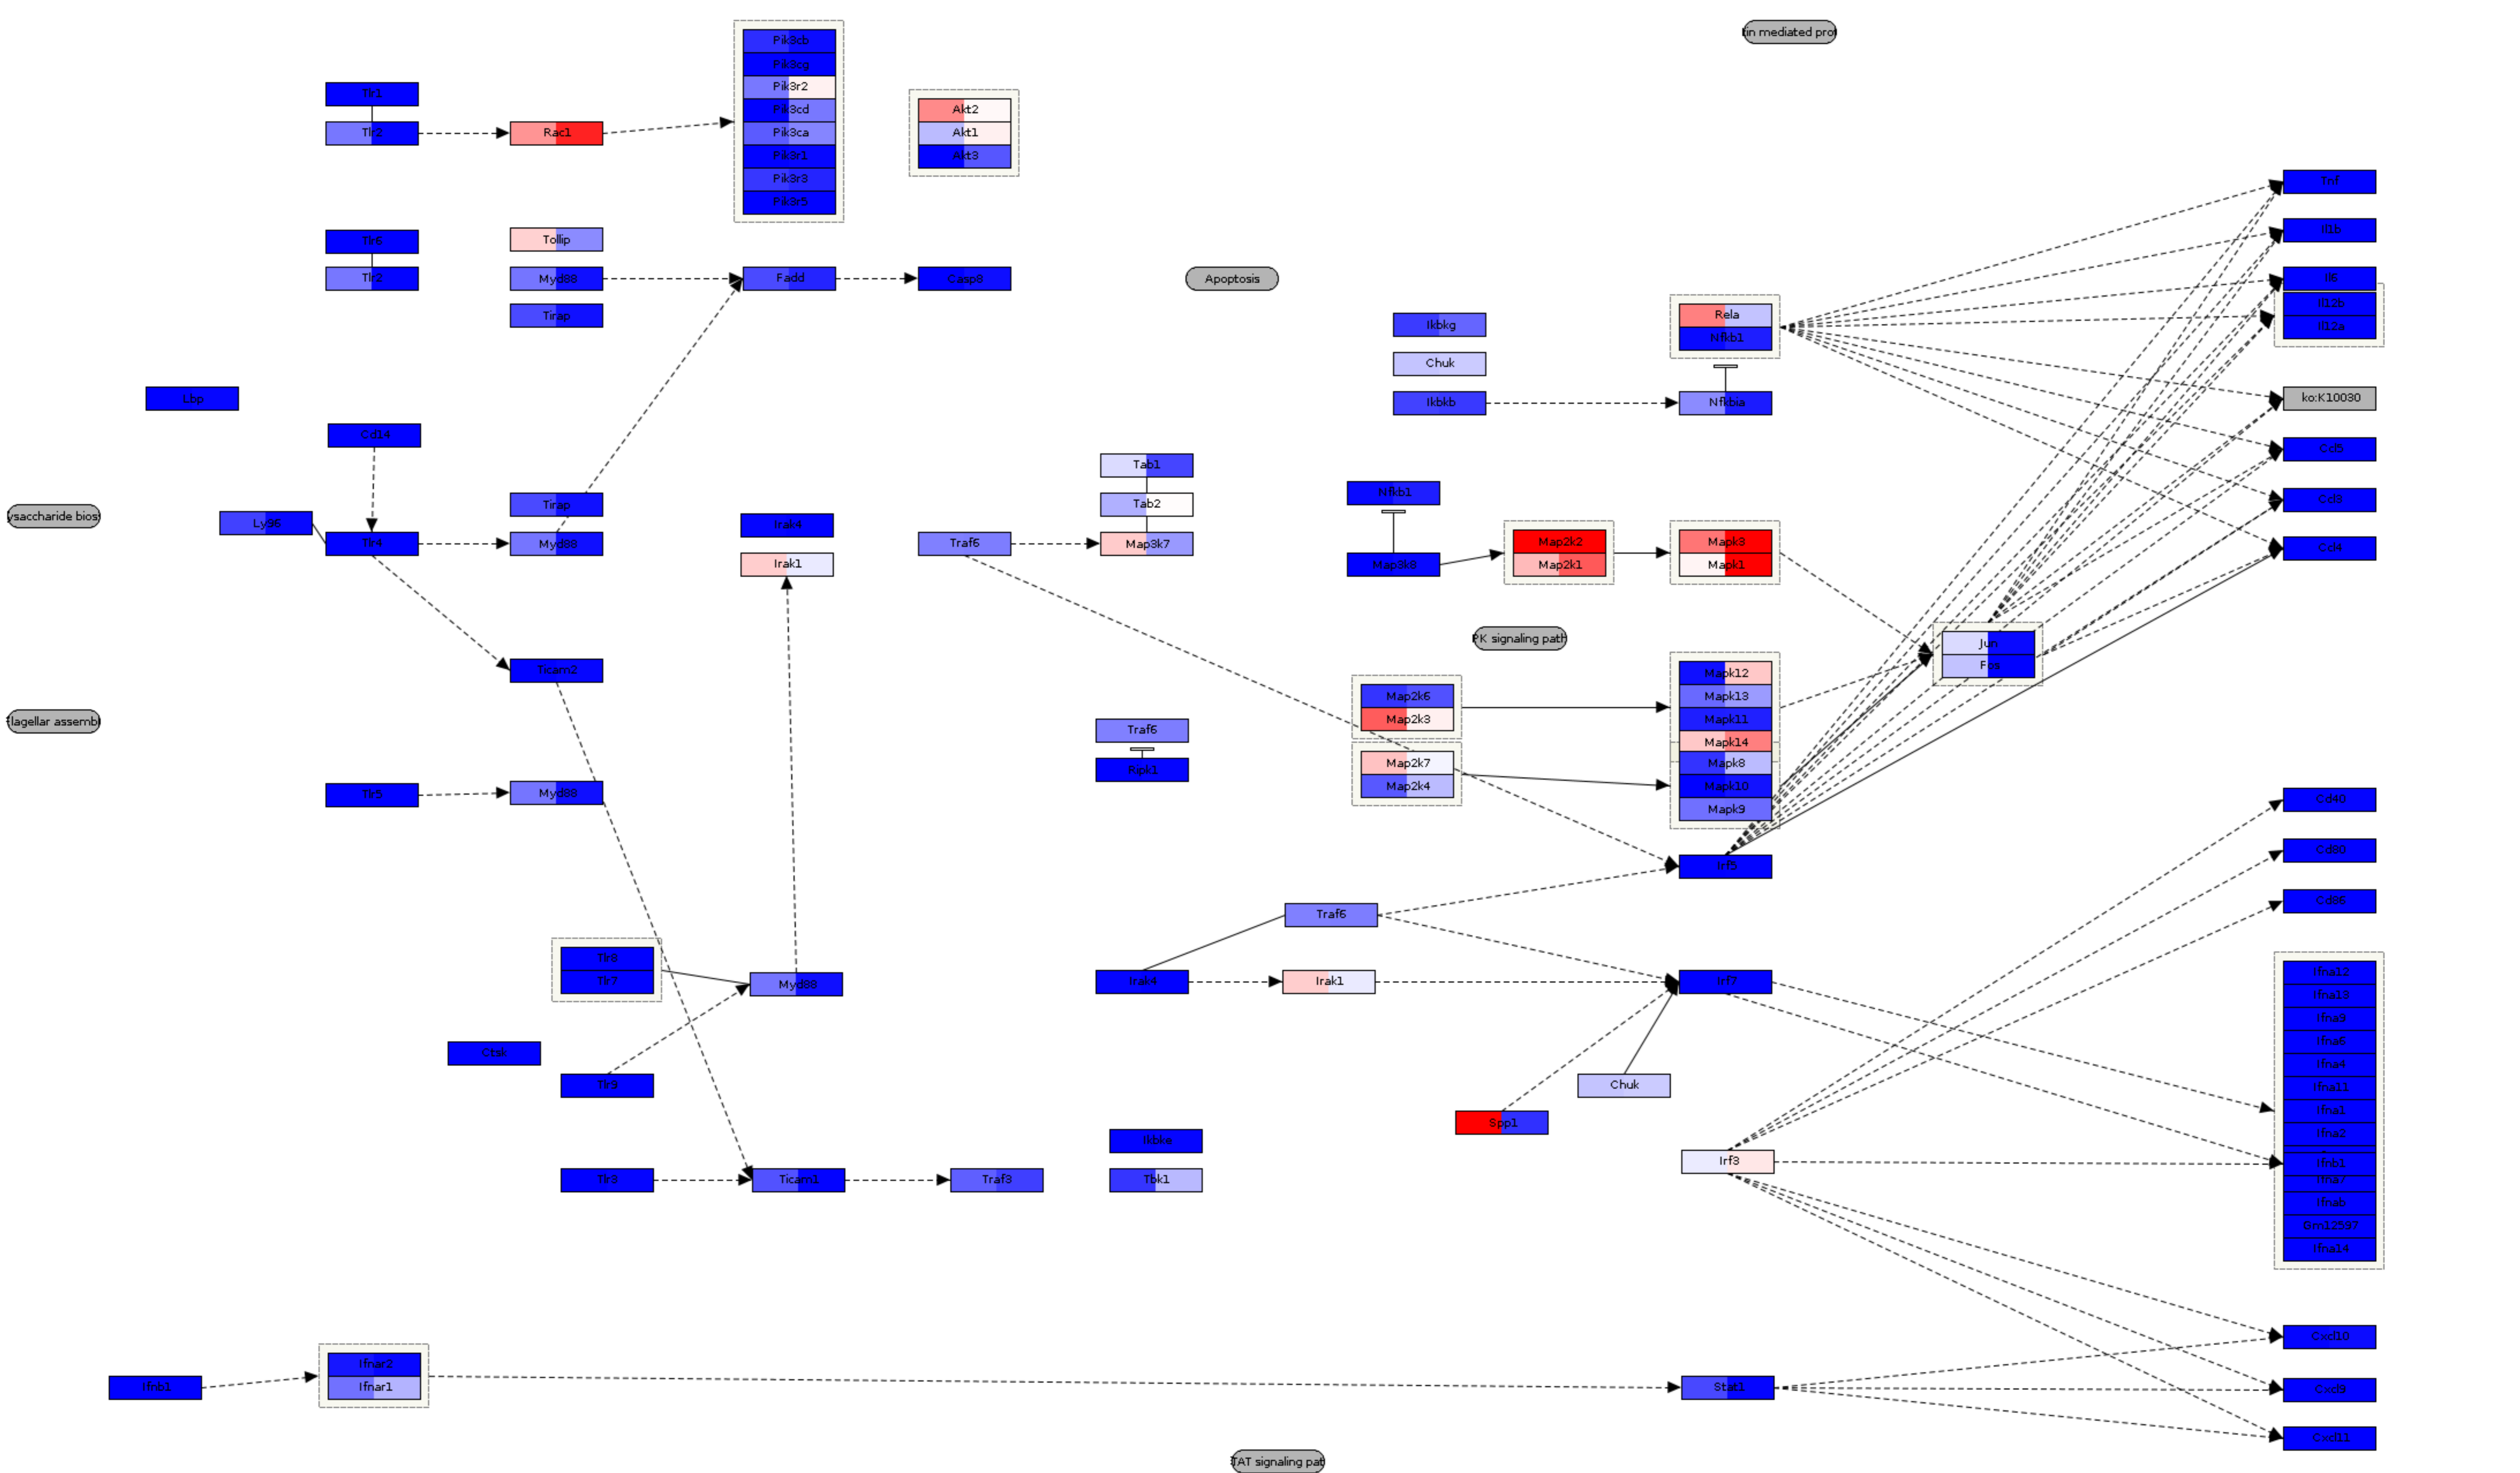 tin mediated prot
Pik3cb
Pik3cg
Pik3r2
Pik3cd
Pik3ca
Pik3r1
Pik3r3
Pik3r5
Tlr1
Tlr2
Rac1
Akt2
Akt1
Akt3
Tnf
Il1b
Il6
Il12b
Il12a
Tlr6
Tlr2
Tollip
Myd88
Tirap
Fadd
Casp8
Apoptosis
Ikbkg
Chuk
Ikbkb
Rela
Nfkb1
Nfkbia
Lbp
Cd14
ko:K10030
Ccl5
Ccl3
Ccl4
Tab1
Tab2
Map3k7
Nfkb1
Map3k8
ysaccharide biosy
Ly96
Tlr4
Tirap
Myd88
Irak4
Irak1
Traf6
Map2k2
Map2k1
Mapk3
Mapk1
PK signaling path
Jun
Fos
Ticam2
Mapk12
Mapk13
Mapk11
Mapk14
Mapk8
Mapk10
Mapk9
Map2k6
Map2k3
Map2k7
Map2k4
Flagellar assembl
Traf6
Ripk1
Tlr5
Myd88
Cd40
Cd80
Cd86
Irf5
Traf6
Tlr8
Tlr7
Myd88
Irak4
Irak1
Irf7
Ifna12
Ifna13
Ifna9
Ifna6
Ifna4
Ifna11
Ifna1
Ifna2
Ifnb1
Ifna7
Ifnab
Gm12597
Ifna14
Ctsk
Tlr9
Chuk
Spp1
Ikbke
Irf3
Tlr3
Ticam1
Traf3
Tbk1
Cxcl10
Ifnar2
Ifnar1
Ifnb1
Stat1
Cxcl9
Cxcl11
TAT signaling pat